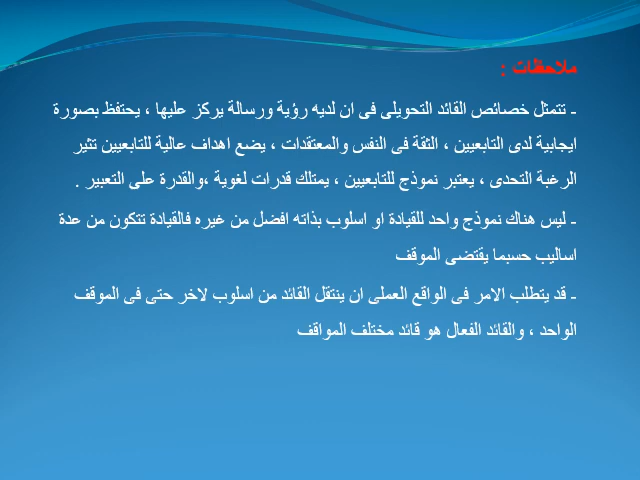 ملاحظات :
- تتمثل خصائص القائد التحويلى فى ان لديه رؤية ورسالة يركز عليها ، يحتفظ بصورة
ايجابية لدى التابعيين ، الثقة فى النفس والمعتقدات ، يضع اهداف عالية للتابعيين تثير
الرغبة التحدى ، يعتبر نموذج للتابعيين ، يمتلك قدرات لغوية ،والقدرة على التعبير .
- ليس هناك نموذج واحد للقيادة او اسلوب بذاته افضل من غيره فالقيادة تتكون من عدة
اساليب حسبما يقتضى الموقف
- قد يتطلب الامر فى الواقع العملى ان ينتقل القائد من اسلوب لاخر حتى فى الموقف
الواحد ، والقائد الفعال هو قائد مختلف المواقف